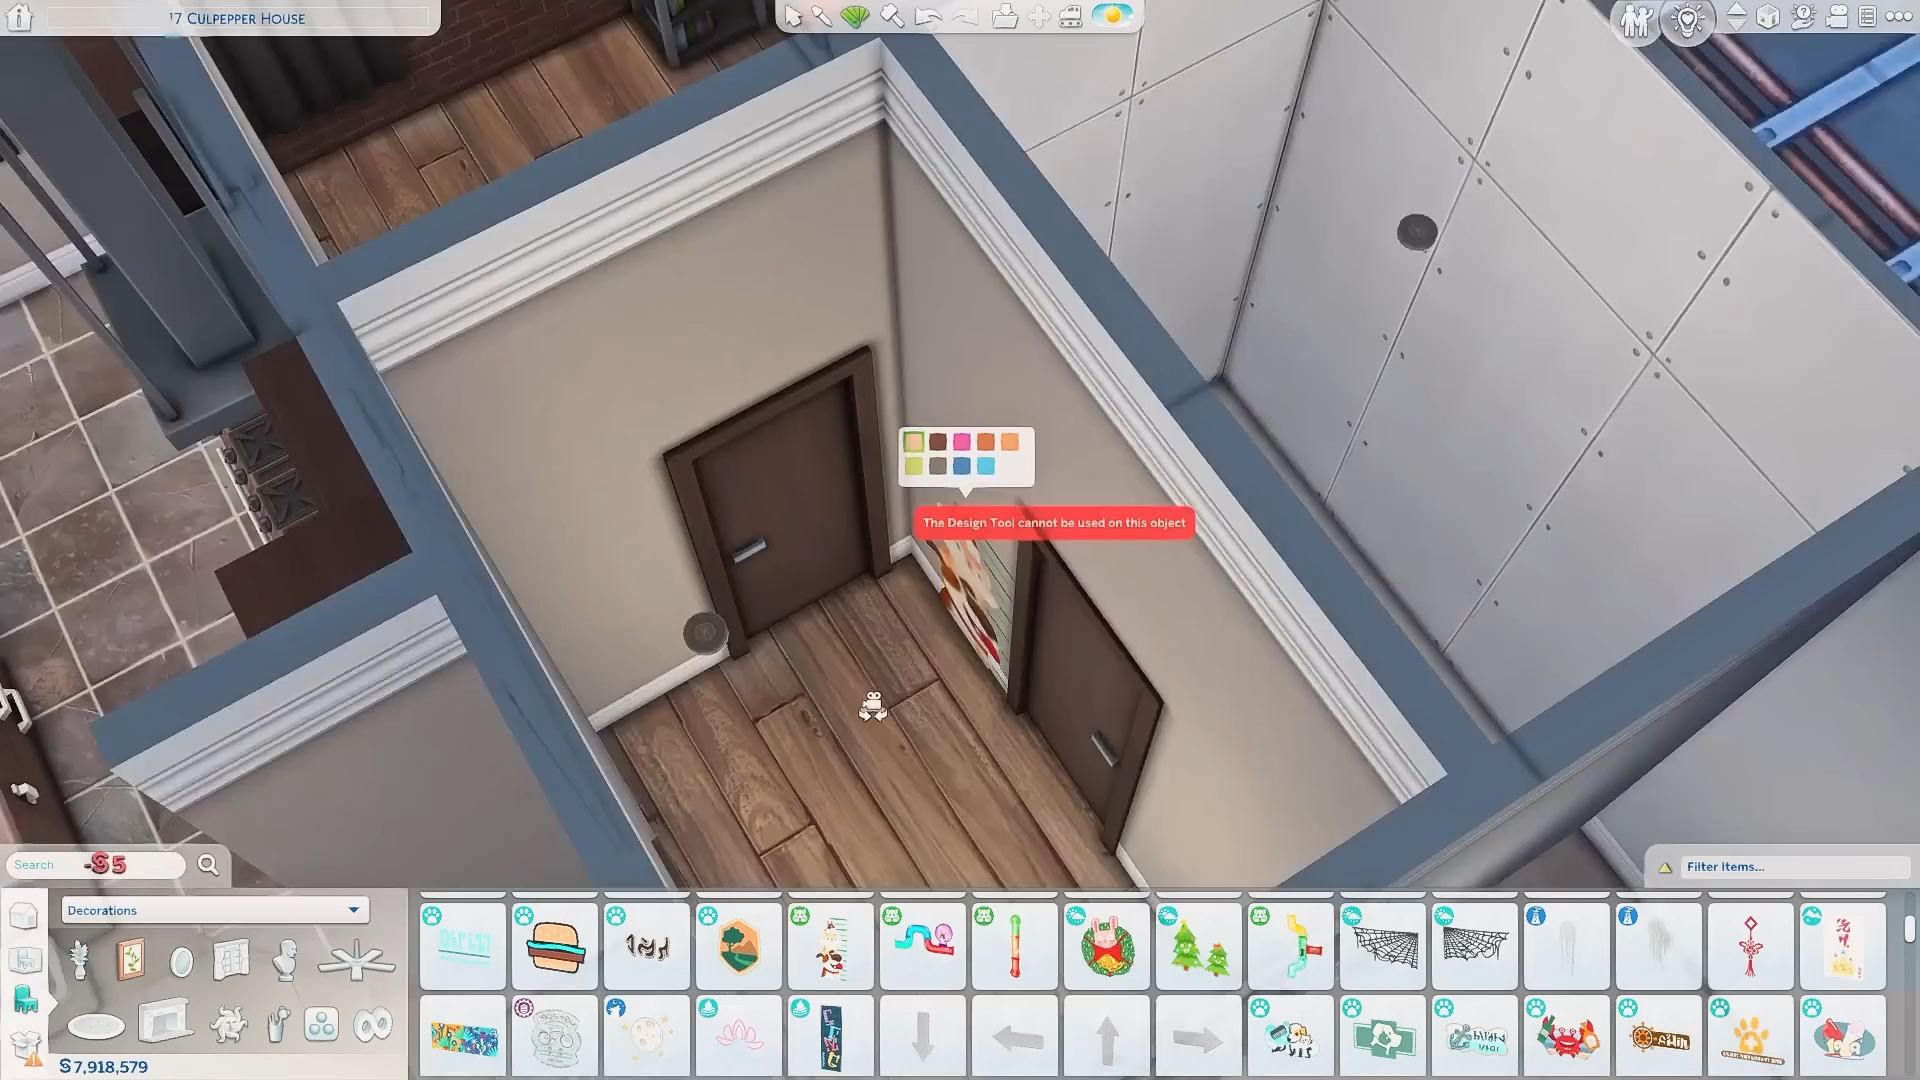 17 Culpepper House
The Design Tool cannot be used on this object
Search
-§5
Filter Items...
Decorations
§7,918,579